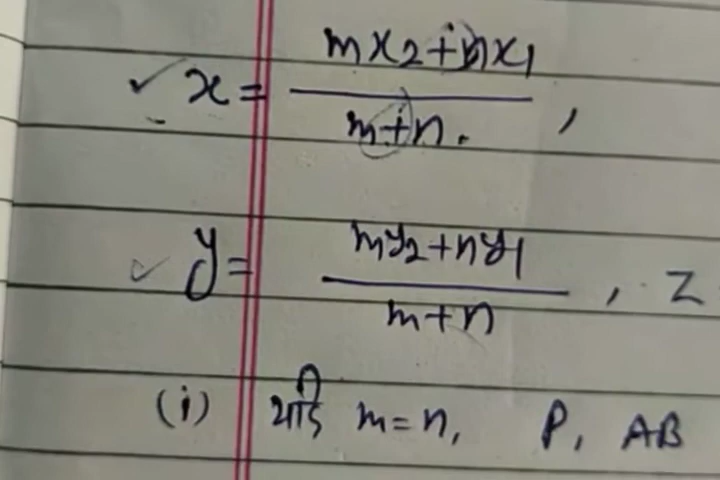 x = (mx₂+nx₁)/(m+n) ,
y = (my₂+ny₁)/(m+n) , z
(i) यदि m=n, P, AB